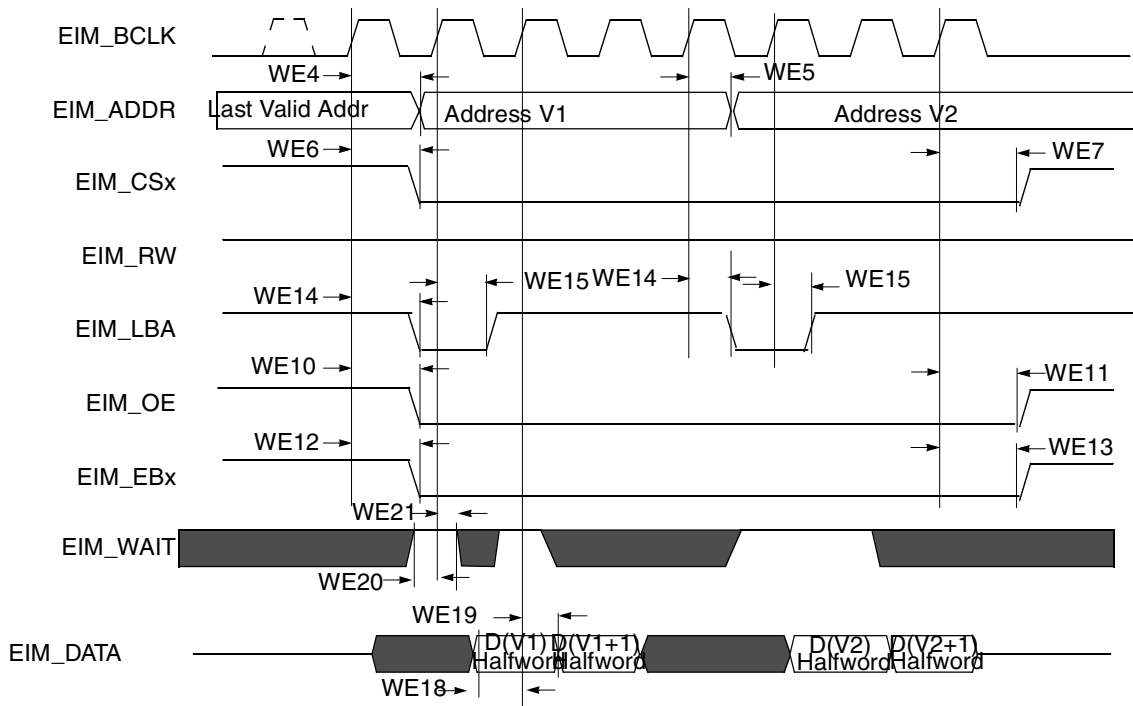 EIM_BCLK
WE4
WE5
EIM_ADDR
Last Valid Addr
Address V1
Address V2
WE6
WE7
EIM_CSx
EIM_RW
WE14
WE15
WE14
WE15
EIM_LBA
WE10
WE11
EIM_OE
WE12
WE13
EIM_EBx
WE21
EIM_WAIT
WE20
WE19
EIM_DATA
D(V1)
Halfword
D(V1+1)
Halfword
D(V2)
Halfword
D(V2+1)
Halfword
WE18